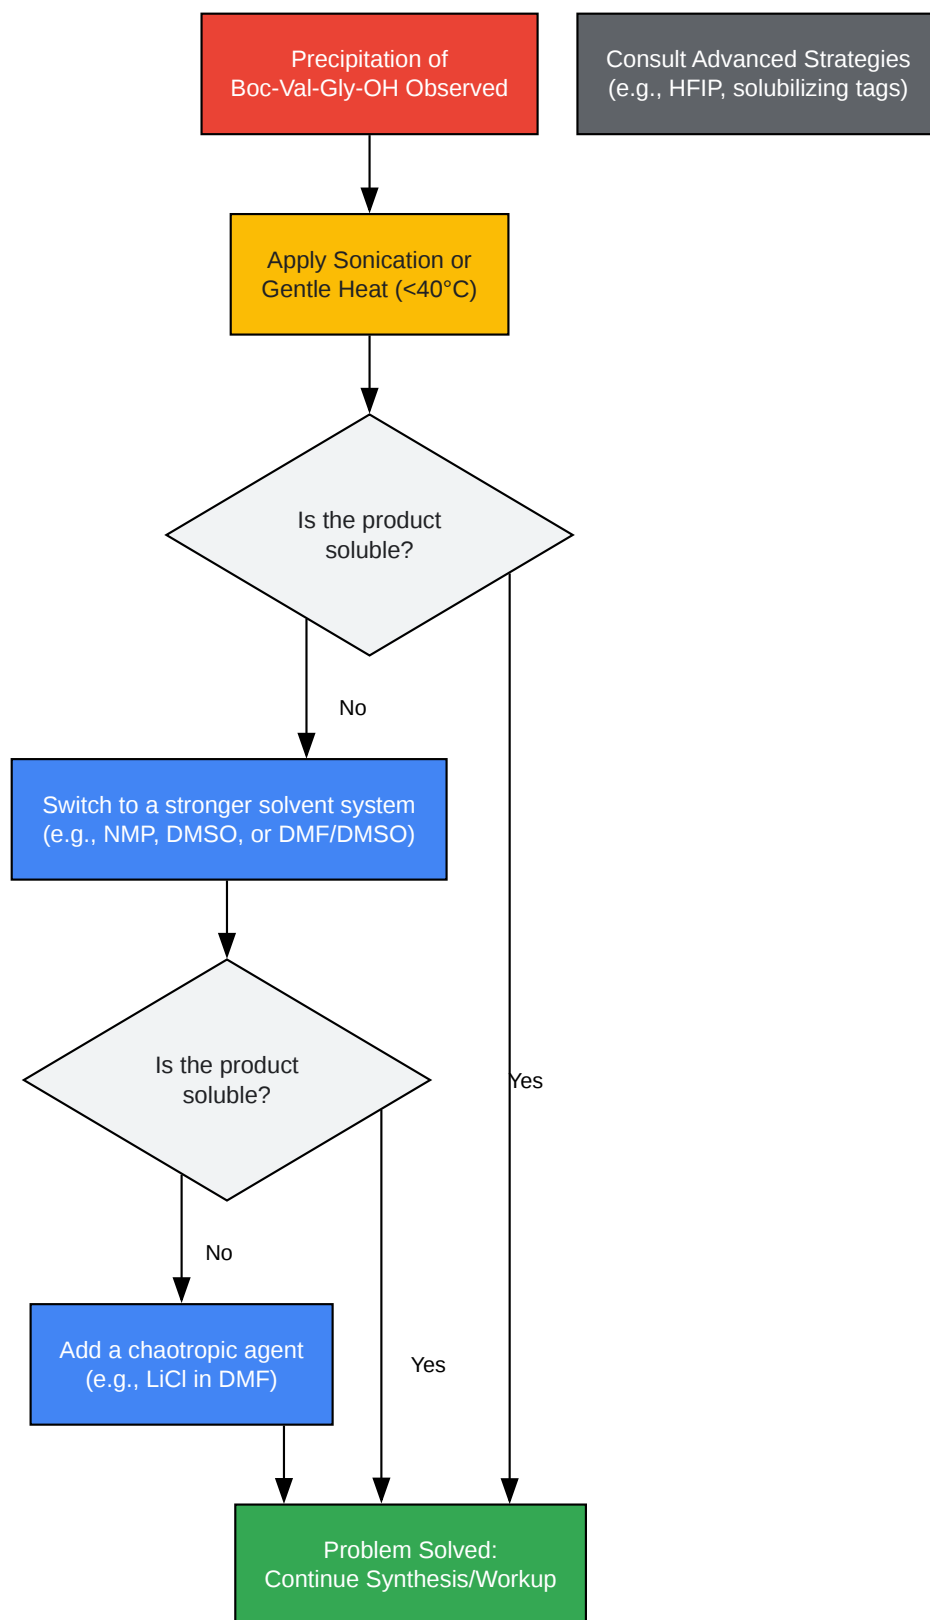 Precipitation of
Boc-Val-Gly-OH Observed
Consult Advanced Strategies
(e.g., HFIP, solubilizing tags)
Apply Sonication or
Gentle Heat (<40°C)
Is the product
soluble?
No
Switch to a stronger solvent system
(e.g., NMP, DMSO, or DMF/DMSO)
Is the product
soluble?
Yes
No
Add a chaotropic agent
(e.g., LiCl in DMF)
Yes
Problem Solved:
Continue Synthesis/Workup